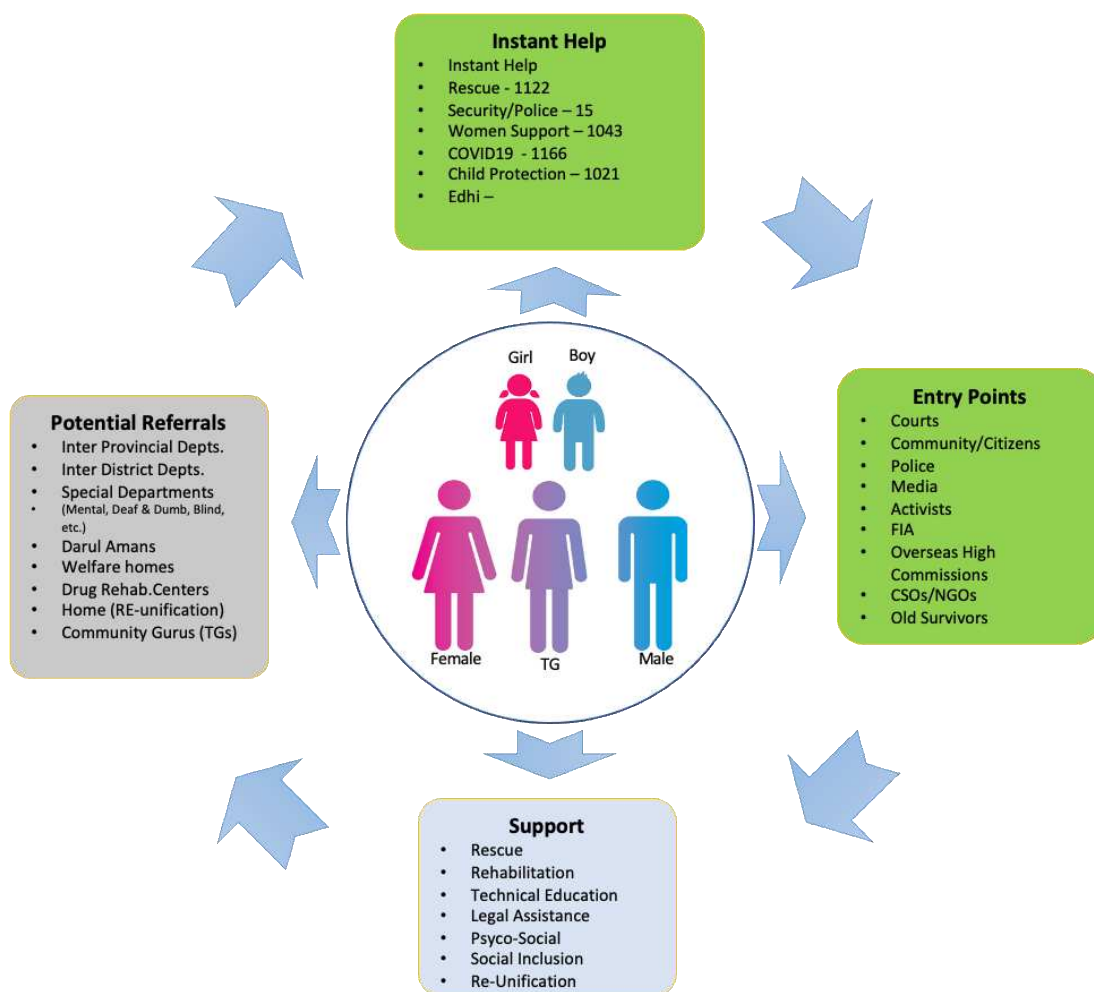 Instant Help
• Instant Help
• Rescue - 1122
• Security/Police – 15
• Women Support – 1043
• COVID19 - 1166
• Child Protection – 1021
• Edhi –
Girl
Boy
Female
TG
Male
Potential Referrals
• Inter Provincial Depts.
• Inter District Depts.
• Special Departments
• (Mental, Deaf & Dumb, Blind,
etc.)
• Darul Amans
• Welfare homes
• Drug Rehab.Centers
• Home (RE-unification)
• Community Gurus (TGs)
Entry Points
• Courts
• Community/Citizens
• Police
• Media
• Activists
• FIA
• Overseas High
Commissions
• CSOs/NGOs
• Old Survivors
Support
• Rescue
• Rehabilitation
• Technical Education
• Legal Assistance
• Psyco-Social
• Social Inclusion
• Re-Unification